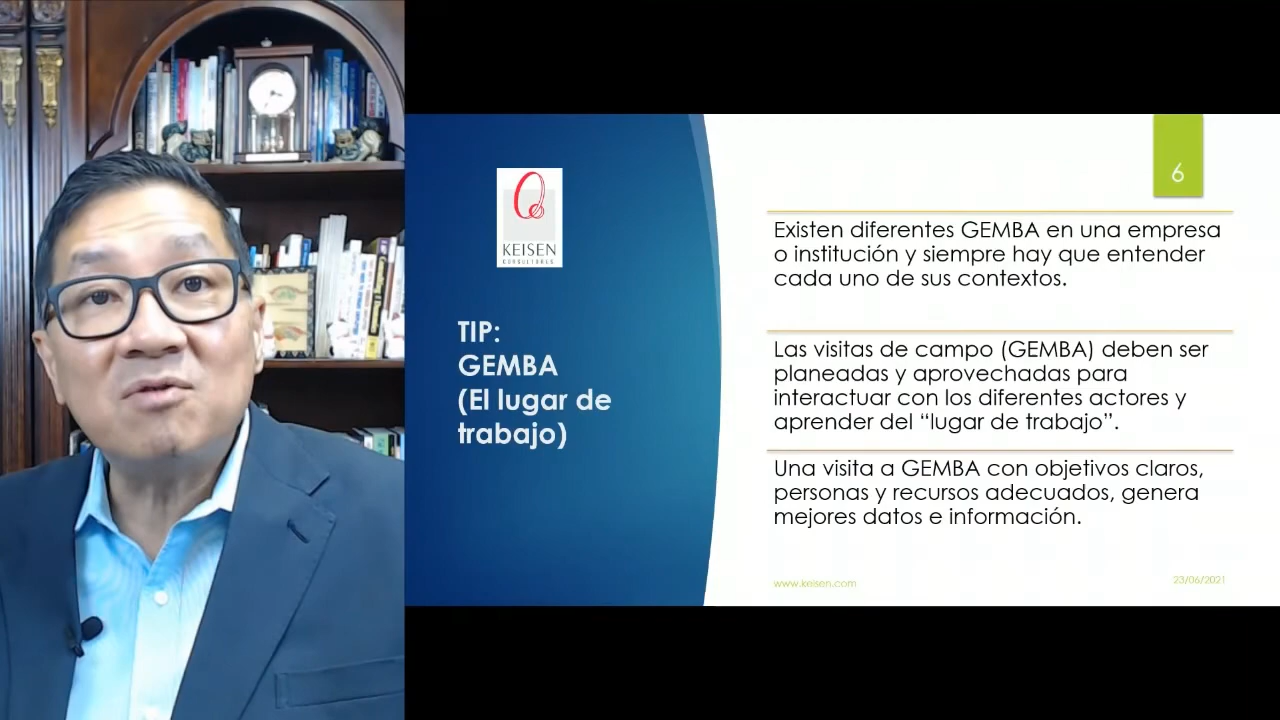 KEISEN
CONSULTORES
TIP:
GEMBA
(El lugar de
trabajo)
6
Existen diferentes GEMBA en una empresa
o institución y siempre hay que entender
cada uno de sus contextos.
Las visitas de campo (GEMBA) deben ser
planeadas y aprovechadas para
interactuar con los diferentes actores y
aprender del “lugar de trabajo”.
Una visita a GEMBA con objetivos claros,
personas y recursos adecuados, genera
mejores datos e información.
www.keisen.com
23/06/2021